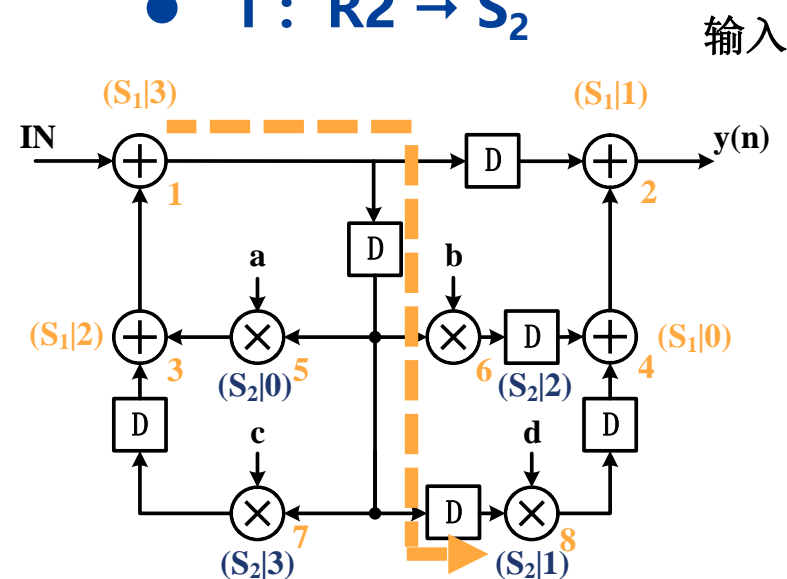 ● 1: R2 → S₂
输入
(S₁|3) (S₁|1)
IN D y(n)
1 2
D
a b
(S₁|2) D (S₁|0)
3 5 6 4
(S₂|0) (S₂|2)
D c d D
D
7 8
(S₂|3) (S₂|1)